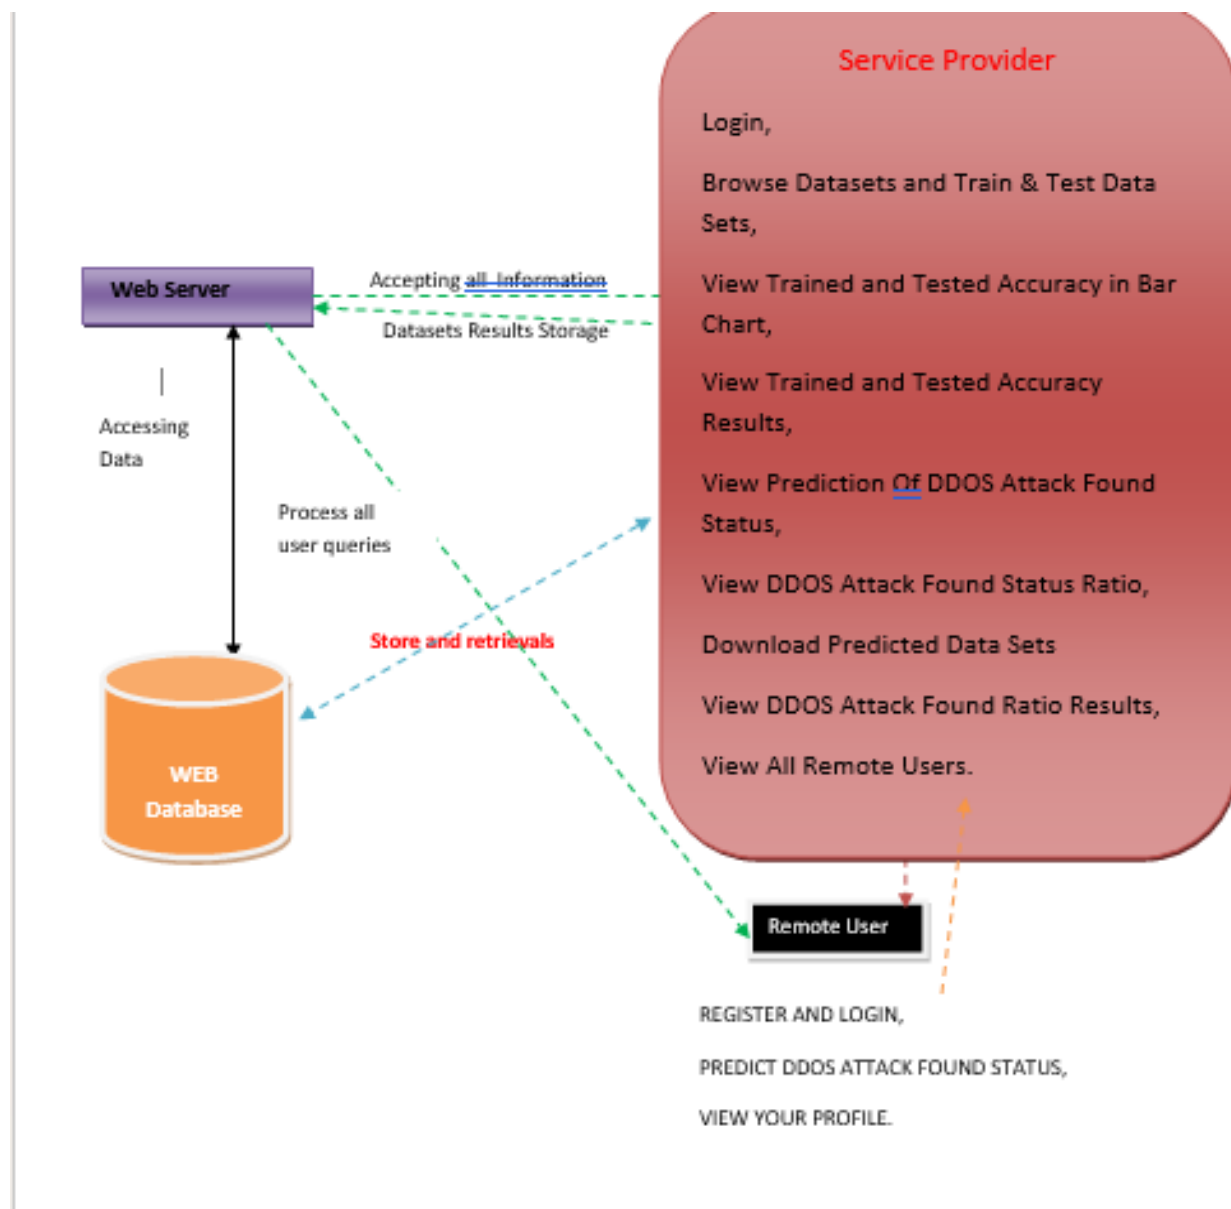 Service Provider
Login,
Browse Datasets and Train & Test Data
Sets,
View Trained and Tested Accuracy in Bar
Chart,
View Trained and Tested Accuracy
Results,
View Prediction Of DDOS Attack Found
Status,
View DDOS Attack Found Status Ratio,
Download Predicted Data Sets
View DDOS Attack Found Ratio Results,
View All Remote Users.
Web Server
Accepting all Information
Datasets Results Storage
Accessing
Data
Process all
user queries
Store and retrievals
WEB
Database
Remote User
REGISTER AND LOGIN,
PREDICT DDOS ATTACK FOUND STATUS,
VIEW YOUR PROFILE.